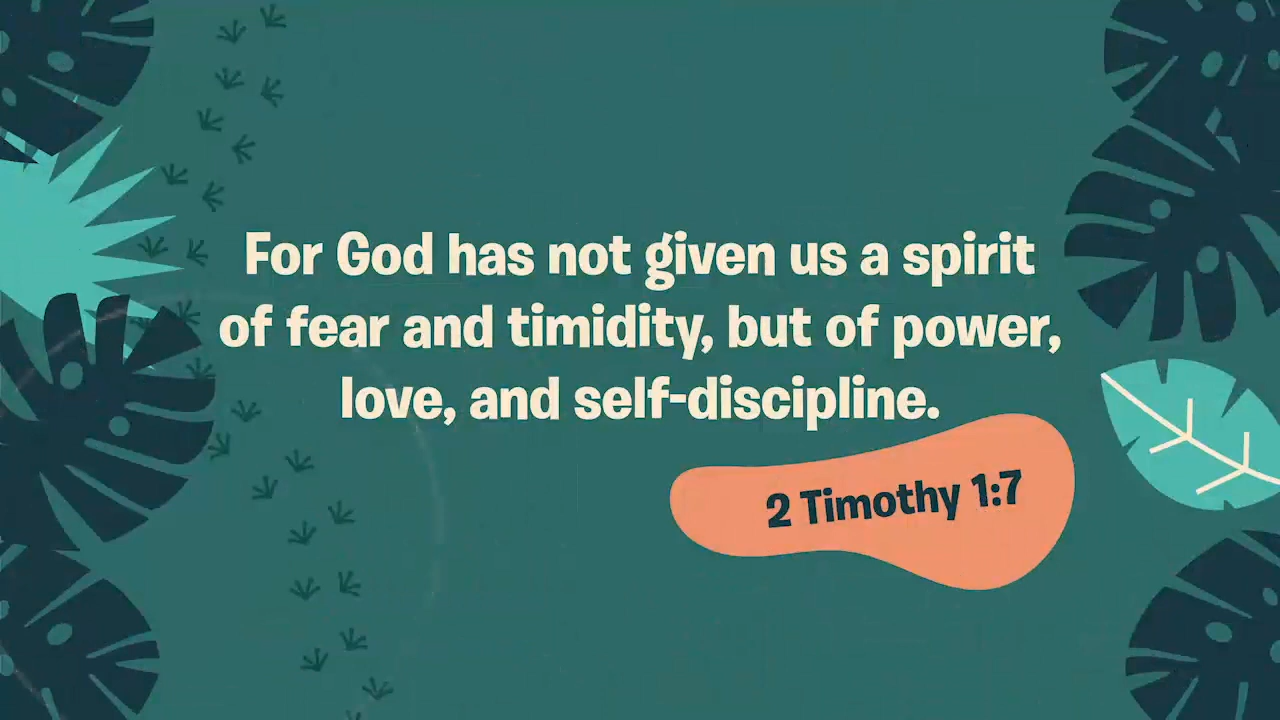 For God has not given us a spirit
of fear and timidity, but of power,
love, and self-discipline.
2 Timothy 1:7